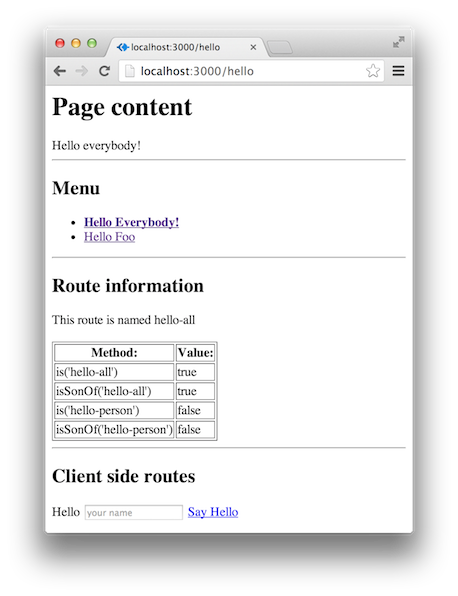 localhost:3000/hello
localhost:3000/hello
Page content
Hello everybody!
Menu
Hello Everybody!
Hello Foo
Route information
This route is named hello-all
Method: Value:
is('hello-all') true
isSonOf('hello-all') true
is('hello-person') false
isSonOf('hello-person') false
Client side routes
Hello your name Say Hello